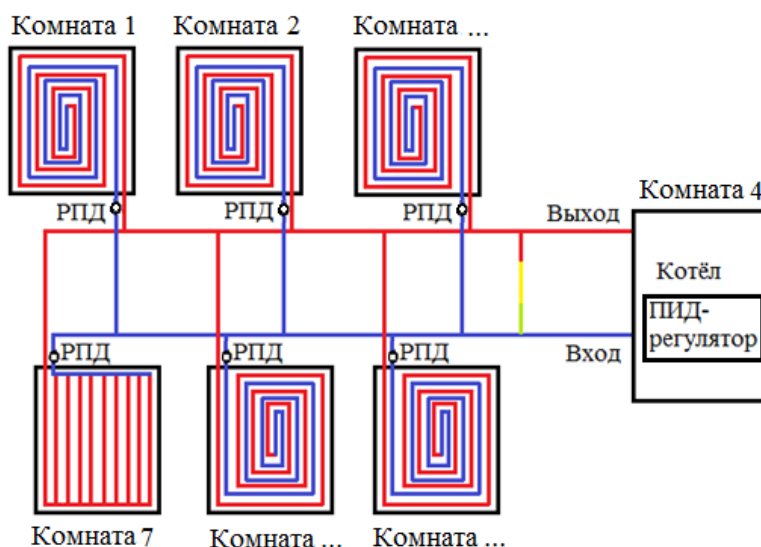 Комната 1
Комната 2
Комната ...
Комната 4
РПД
РПД
РПД
Выход
Котёл
ПИД-
регулятор
РПД
РПД
РПД
Вход
Комната 7
Комната ...
Комната ...